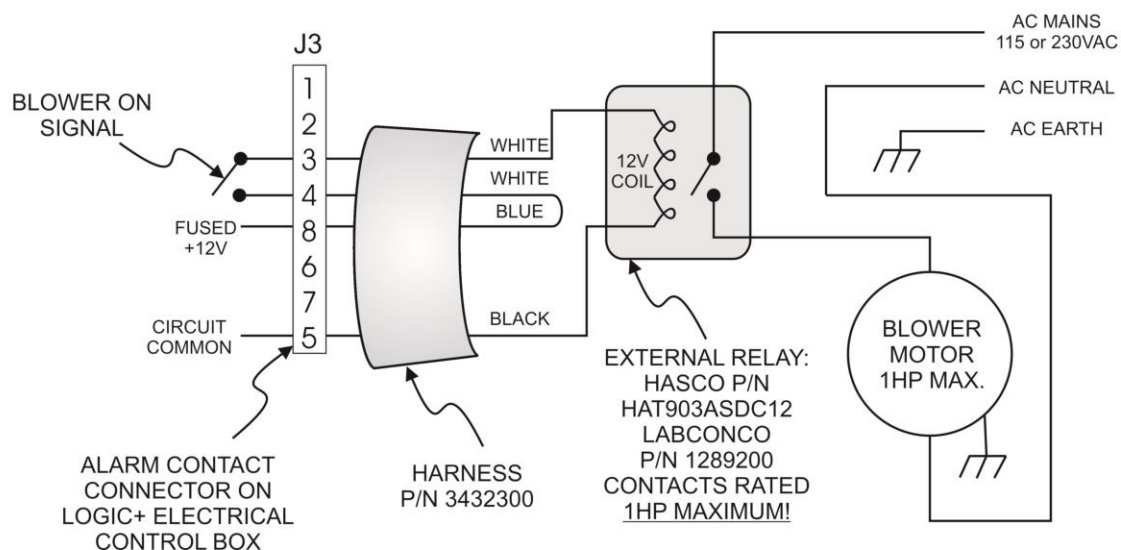 J3
1
2
3
4
8
6
7
5
BLOWER ON
SIGNAL
FUSED
+12V
CIRCUIT
COMMON
WHITE
WHITE
BLUE
BLACK
12V
COIL
AC MAINS
115 or 230VAC
AC NEUTRAL
AC EARTH
BLOWER
MOTOR
1HP MAX.
ALARM CONTACT
CONNECTOR ON
LOGIC+ ELECTRICAL
CONTROL BOX
HARNESS
P/N 3432300
EXTERNAL RELAY:
HASCO P/N
HAT903ASDC12
LABCONCO
P/N 1289200
CONTACTS RATED
1HP MAXIMUM!